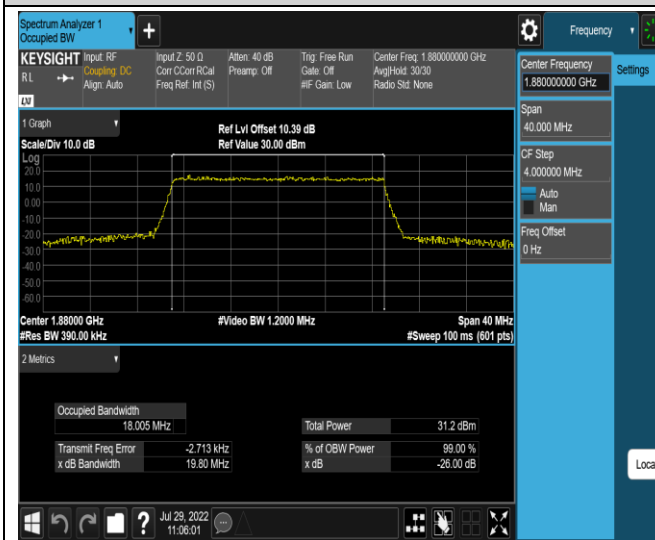 Spectrum Analyzer 1
Occupied BW
Frequency
KEYSIGHT
R L
LXI
Input: RF
Coupling: DC
Align: Auto
Input Z: 50 Ω
Corr CCorr RCal
Freq Ref: Int (S)
Atten: 40 dB
Preamp: Off
Trig: Free Run
Gate: Off
#IF Gain: Low
Center Freq: 1.880000000 GHz
Avg|Hold: 30/30
Radio Std: None
Center Frequency
1.880000000 GHz
Settings
Span
40.000 MHz
CF Step
4.000000 MHz
Auto
Man
Freq Offset
0 Hz
1 Graph
Scale/Div 10.0 dB
Ref Lvl Offset 10.39 dB
Ref Value 30.00 dBm
Log
20.0
10.0
0.00
-10.0
-20.0
-30.0
-40.0
-50.0
-60.0
Center 1.88000 GHz
#Res BW 390.00 kHz
#Video BW 1.2000 MHz
Span 40 MHz
#Sweep 100 ms (601 pts)
2 Metrics
Occupied Bandwidth
18.005 MHz
Total Power 31.2 dBm
Transmit Freq Error -2.713 kHz
% of OBW Power 99.00 %
x dB Bandwidth 19.80 MHz
x dB -26.00 dB
Loca
?
Jul 29, 2022
11:06:01